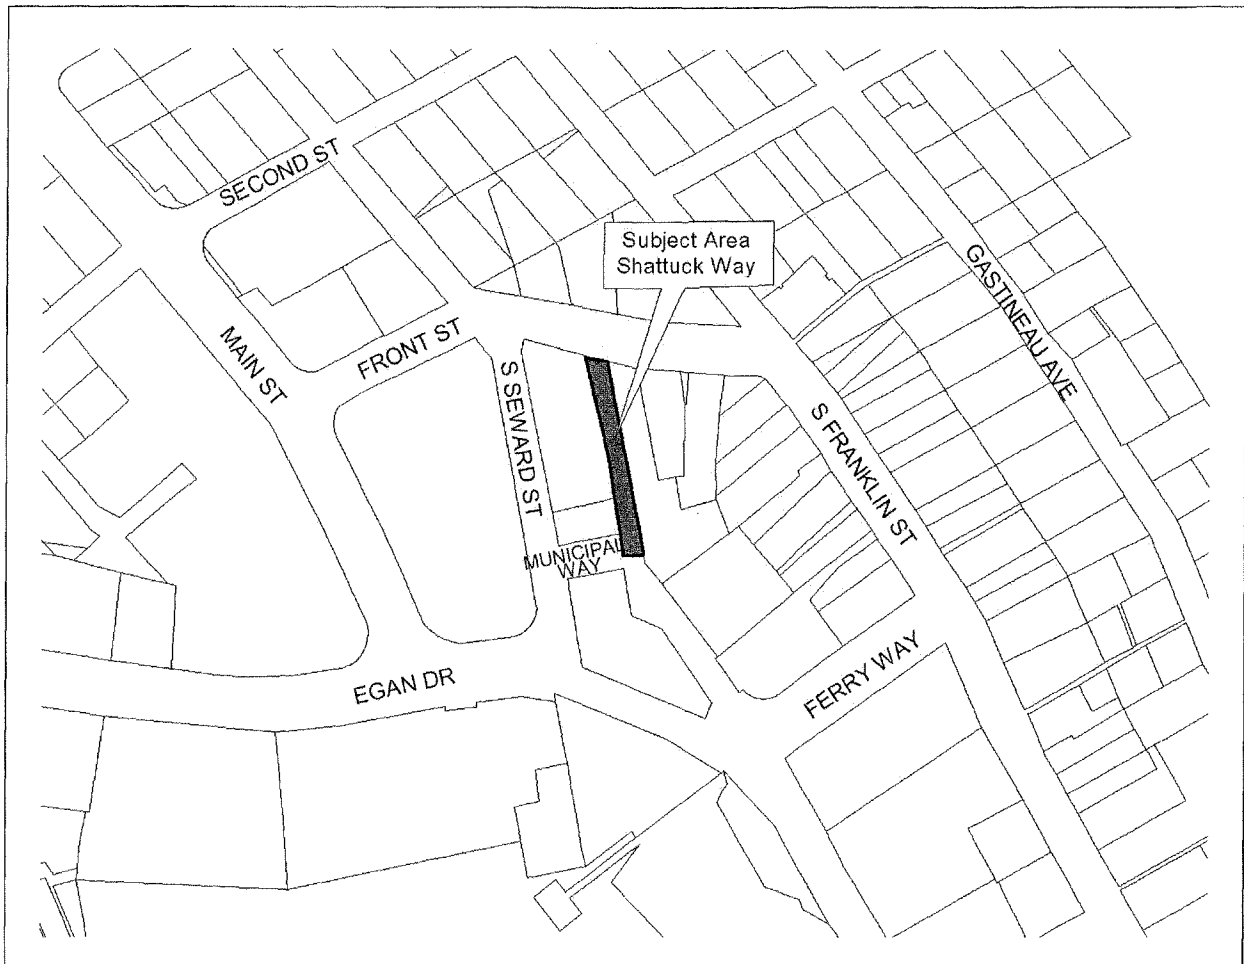 SECOND ST
Subject Area
Shattuck Way
GASTINEAU AVE
MAIN ST
FRONT ST
S SEWARD ST
S FRANKLIN ST
MUNICIPAL
WAY
EGAN DR
FERRY WAY